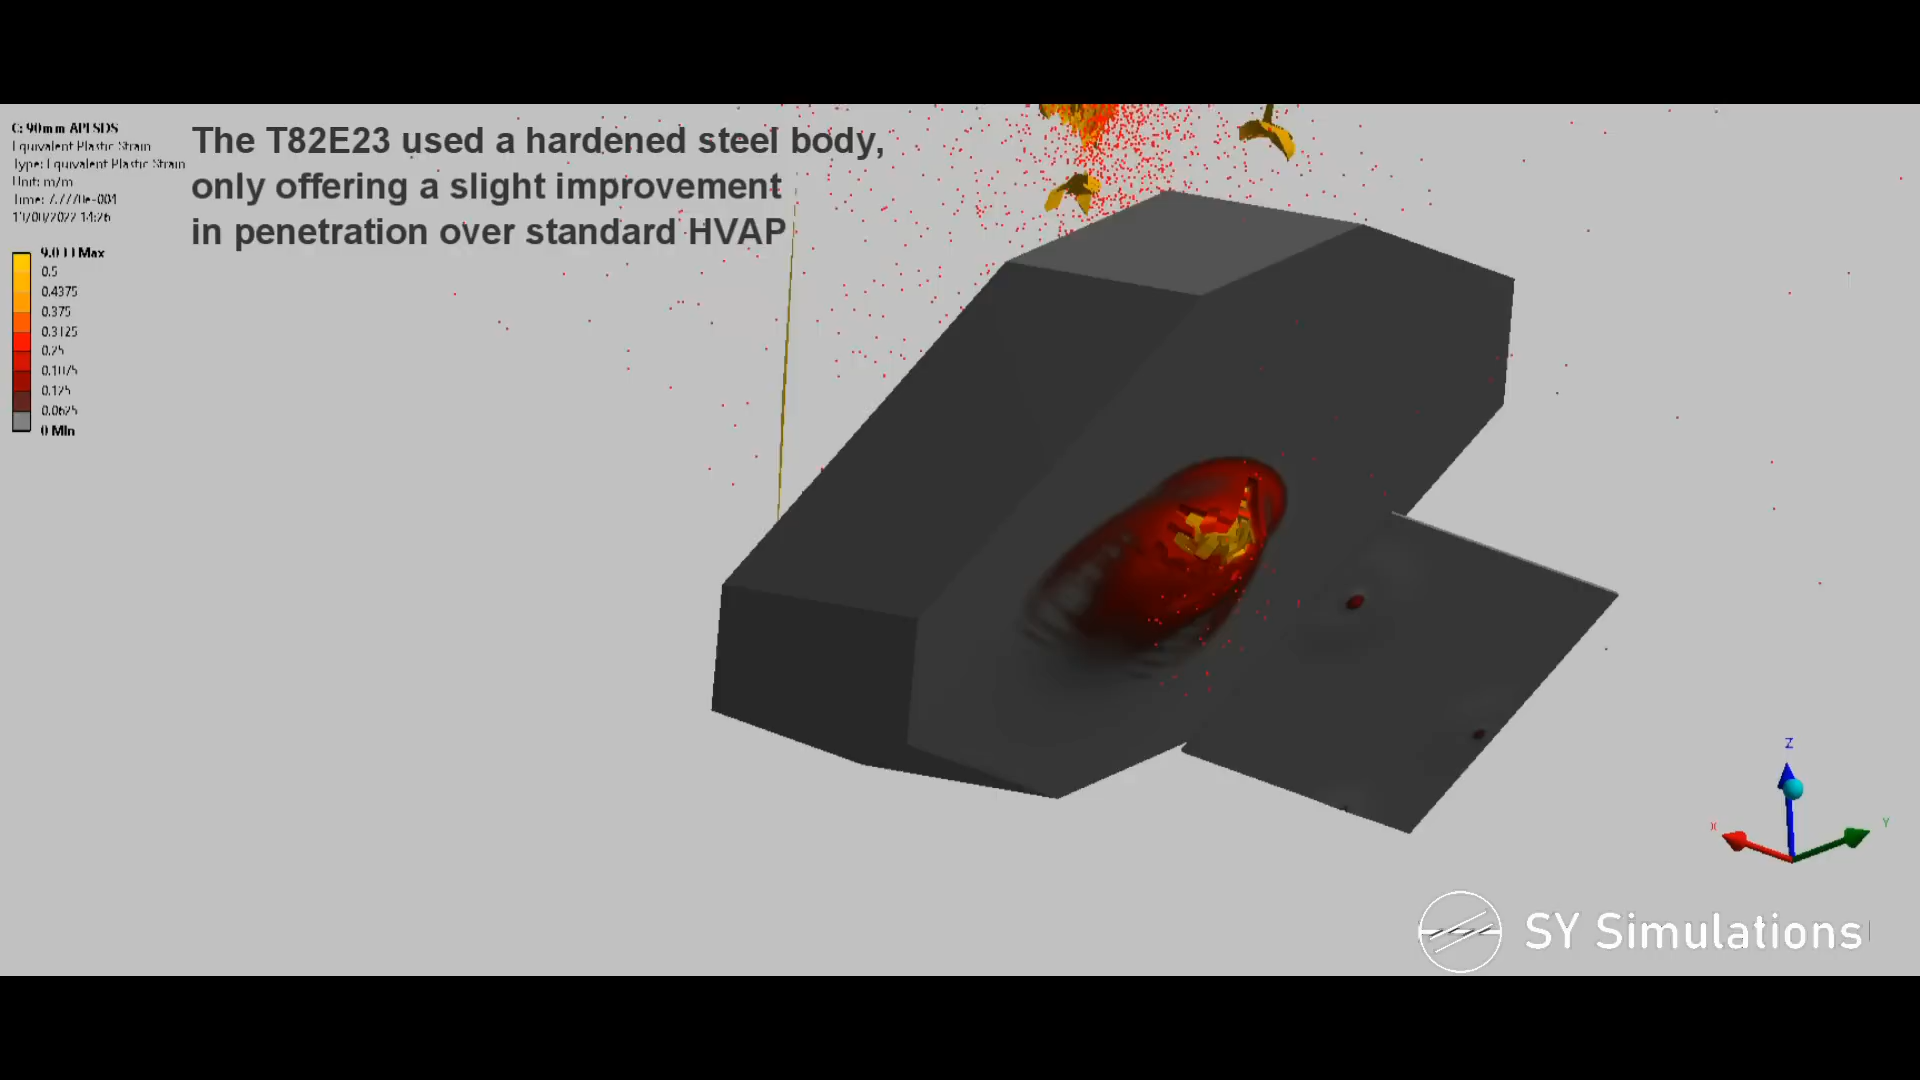 C: 90mm API SDS
Equivalent Plastic Strain
Type: Equivalent Plastic Strain
Unit: m/m
The T82E23 used a hardened steel body,
only offering a slight improvement
in penetration over standard HVAP
Max
0.5
0.4375
0.375
0.3125
0.25
0.125
0.0625
0 Min
Z
X
Y
SY Simulations